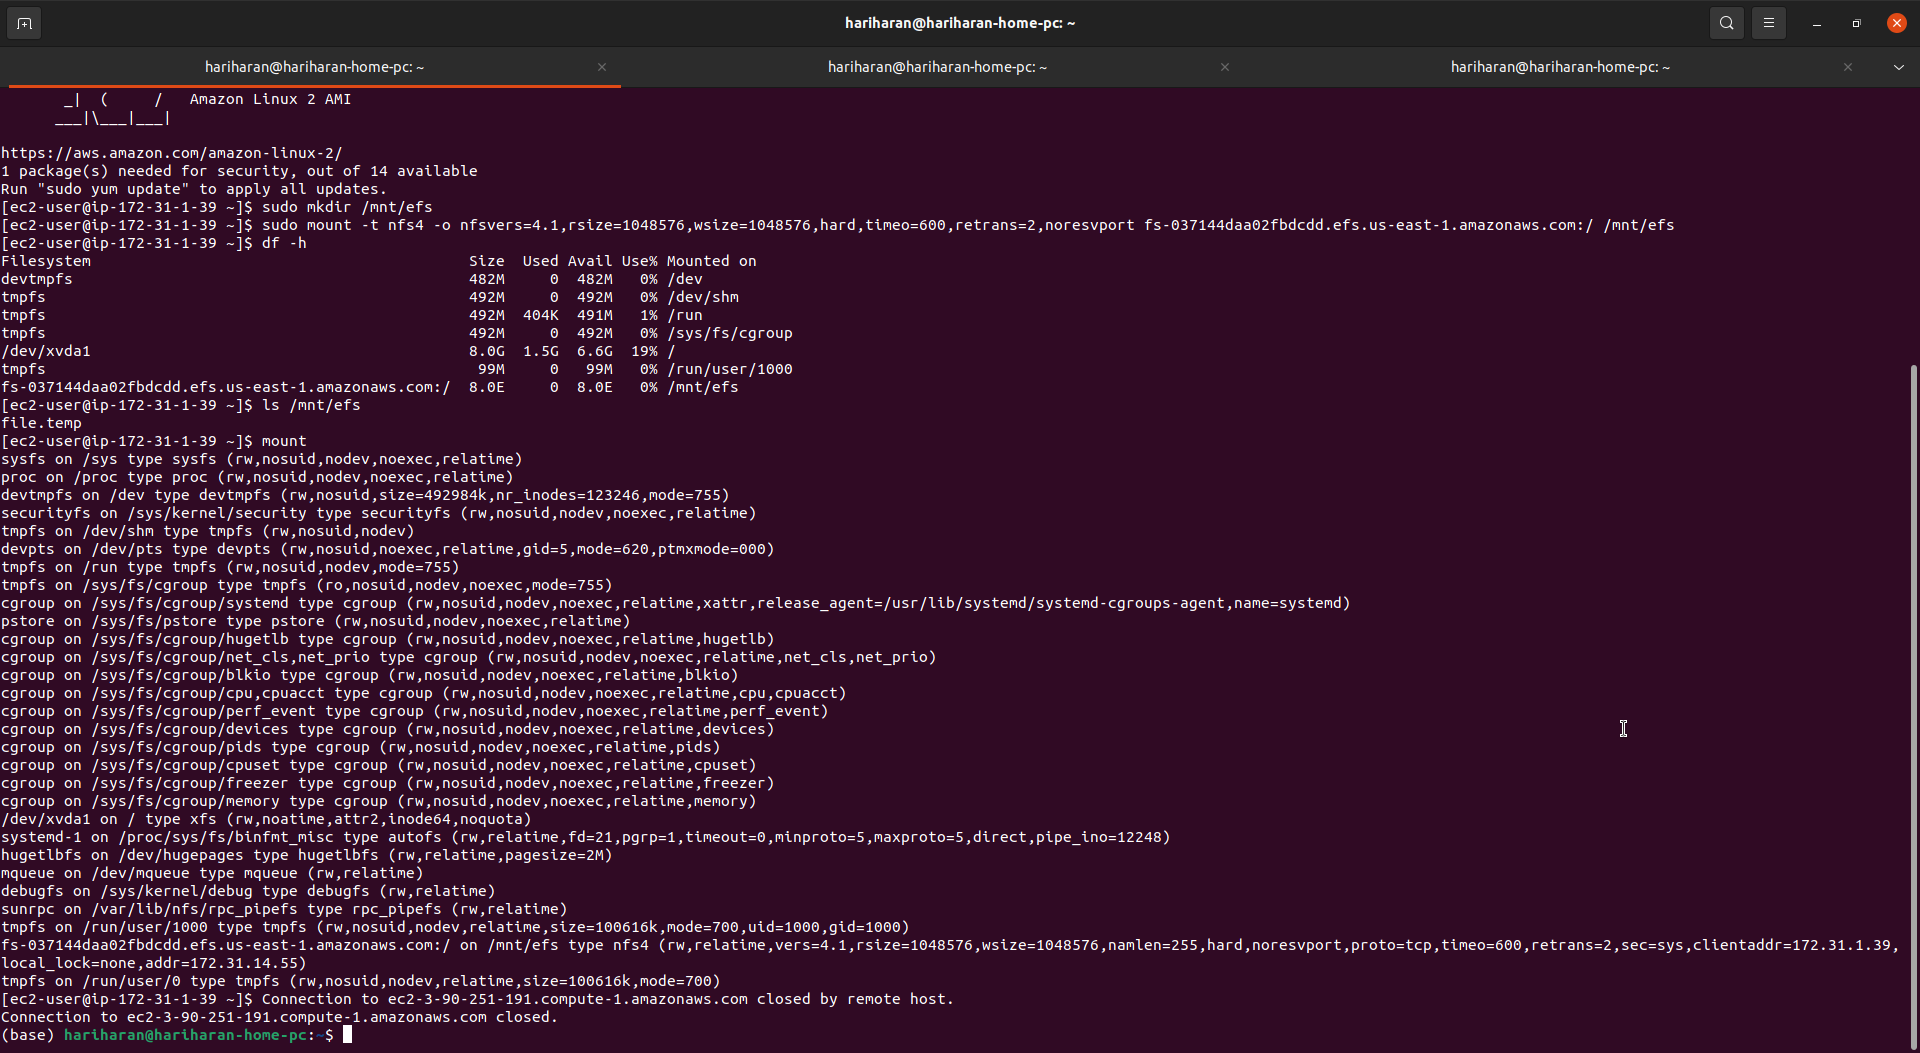 hariharan@hariharan-home-pc: ~
hariharan@hariharan-home-pc: ~
hariharan@hariharan-home-pc: ~
hariharan@hariharan-home-pc: ~
       _|  (     /   Amazon Linux 2 AMI
      ___|\___|___|
https://aws.amazon.com/amazon-linux-2/
1 package(s) needed for security, out of 14 available
Run "sudo yum update" to apply all updates.
[ec2-user@ip-172-31-1-39 ~]$ sudo mkdir /mnt/efs
[ec2-user@ip-172-31-1-39 ~]$ sudo mount -t nfs4 -o nfsvers=4.1,rsize=1048576,wsize=1048576,hard,timeo=600,retrans=2,noresvport fs-037144daa02fbdcdd.efs.us-east-1.amazonaws.com:/ /mnt/efs
[ec2-user@ip-172-31-1-39 ~]$ df -h
Filesystem                                          Size  Used Avail Use% Mounted on
devtmpfs                                            482M     0  482M   0% /dev
tmpfs                                               492M     0  492M   0% /dev/shm
tmpfs                                               492M  404K  491M   1% /run
tmpfs                                               492M     0  492M   0% /sys/fs/cgroup
/dev/xvda1                                          8.0G  1.5G  6.6G  19% /
tmpfs                                                99M     0   99M   0% /run/user/1000
fs-037144daa02fbdcdd.efs.us-east-1.amazonaws.com:/  8.0E     0  8.0E   0% /mnt/efs
[ec2-user@ip-172-31-1-39 ~]$ ls /mnt/efs
file.temp
[ec2-user@ip-172-31-1-39 ~]$ mount
sysfs on /sys type sysfs (rw,nosuid,nodev,noexec,relatime)
proc on /proc type proc (rw,nosuid,nodev,noexec,relatime)
devtmpfs on /dev type devtmpfs (rw,nosuid,size=492984k,nr_inodes=123246,mode=755)
securityfs on /sys/kernel/security type securityfs (rw,nosuid,nodev,noexec,relatime)
tmpfs on /dev/shm type tmpfs (rw,nosuid,nodev)
devpts on /dev/pts type devpts (rw,nosuid,noexec,relatime,gid=5,mode=620,ptmxmode=000)
tmpfs on /run type tmpfs (rw,nosuid,nodev,mode=755)
tmpfs on /sys/fs/cgroup type tmpfs (ro,nosuid,nodev,noexec,mode=755)
cgroup on /sys/fs/cgroup/systemd type cgroup (rw,nosuid,nodev,noexec,relatime,xattr,release_agent=/usr/lib/systemd/systemd-cgroups-agent,name=systemd)
pstore on /sys/fs/pstore type pstore (rw,nosuid,nodev,noexec,relatime)
cgroup on /sys/fs/cgroup/hugetlb type cgroup (rw,nosuid,nodev,noexec,relatime,hugetlb)
cgroup on /sys/fs/cgroup/net_cls,net_prio type cgroup (rw,nosuid,nodev,noexec,relatime,net_cls,net_prio)
cgroup on /sys/fs/cgroup/blkio type cgroup (rw,nosuid,nodev,noexec,relatime,blkio)
cgroup on /sys/fs/cgroup/cpu,cpuacct type cgroup (rw,nosuid,nodev,noexec,relatime,cpu,cpuacct)
cgroup on /sys/fs/cgroup/perf_event type cgroup (rw,nosuid,nodev,noexec,relatime,perf_event)
cgroup on /sys/fs/cgroup/devices type cgroup (rw,nosuid,nodev,noexec,relatime,devices)
cgroup on /sys/fs/cgroup/pids type cgroup (rw,nosuid,nodev,noexec,relatime,pids)
cgroup on /sys/fs/cgroup/cpuset type cgroup (rw,nosuid,nodev,noexec,relatime,cpuset)
cgroup on /sys/fs/cgroup/freezer type cgroup (rw,nosuid,nodev,noexec,relatime,freezer)
cgroup on /sys/fs/cgroup/memory type cgroup (rw,nosuid,nodev,noexec,relatime,memory)
/dev/xvda1 on / type xfs (rw,noatime,attr2,inode64,noquota)
systemd-1 on /proc/sys/fs/binfmt_misc type autofs (rw,relatime,fd=21,pgrp=1,timeout=0,minproto=5,maxproto=5,direct,pipe_ino=12248)
hugetlbfs on /dev/hugepages type hugetlbfs (rw,relatime,pagesize=2M)
mqueue on /dev/mqueue type mqueue (rw,relatime)
debugfs on /sys/kernel/debug type debugfs (rw,relatime)
sunrpc on /var/lib/nfs/rpc_pipefs type rpc_pipefs (rw,relatime)
tmpfs on /run/user/1000 type tmpfs (rw,nosuid,nodev,relatime,size=100616k,mode=700,uid=1000,gid=1000)
fs-037144daa02fbdcdd.efs.us-east-1.amazonaws.com:/ on /mnt/efs type nfs4 (rw,relatime,vers=4.1,rsize=1048576,wsize=1048576,namlen=255,hard,noresvport,proto=tcp,timeo=600,retrans=2,sec=sys,clientaddr=172.31.1.39,
local_lock=none,addr=172.31.14.55)
tmpfs on /run/user/0 type tmpfs (rw,nosuid,nodev,relatime,size=100616k,mode=700)
[ec2-user@ip-172-31-1-39 ~]$ Connection to ec2-3-90-251-191.compute-1.amazonaws.com closed by remote host.
Connection to ec2-3-90-251-191.compute-1.amazonaws.com closed.
(base) hariharan@hariharan-home-pc:~$